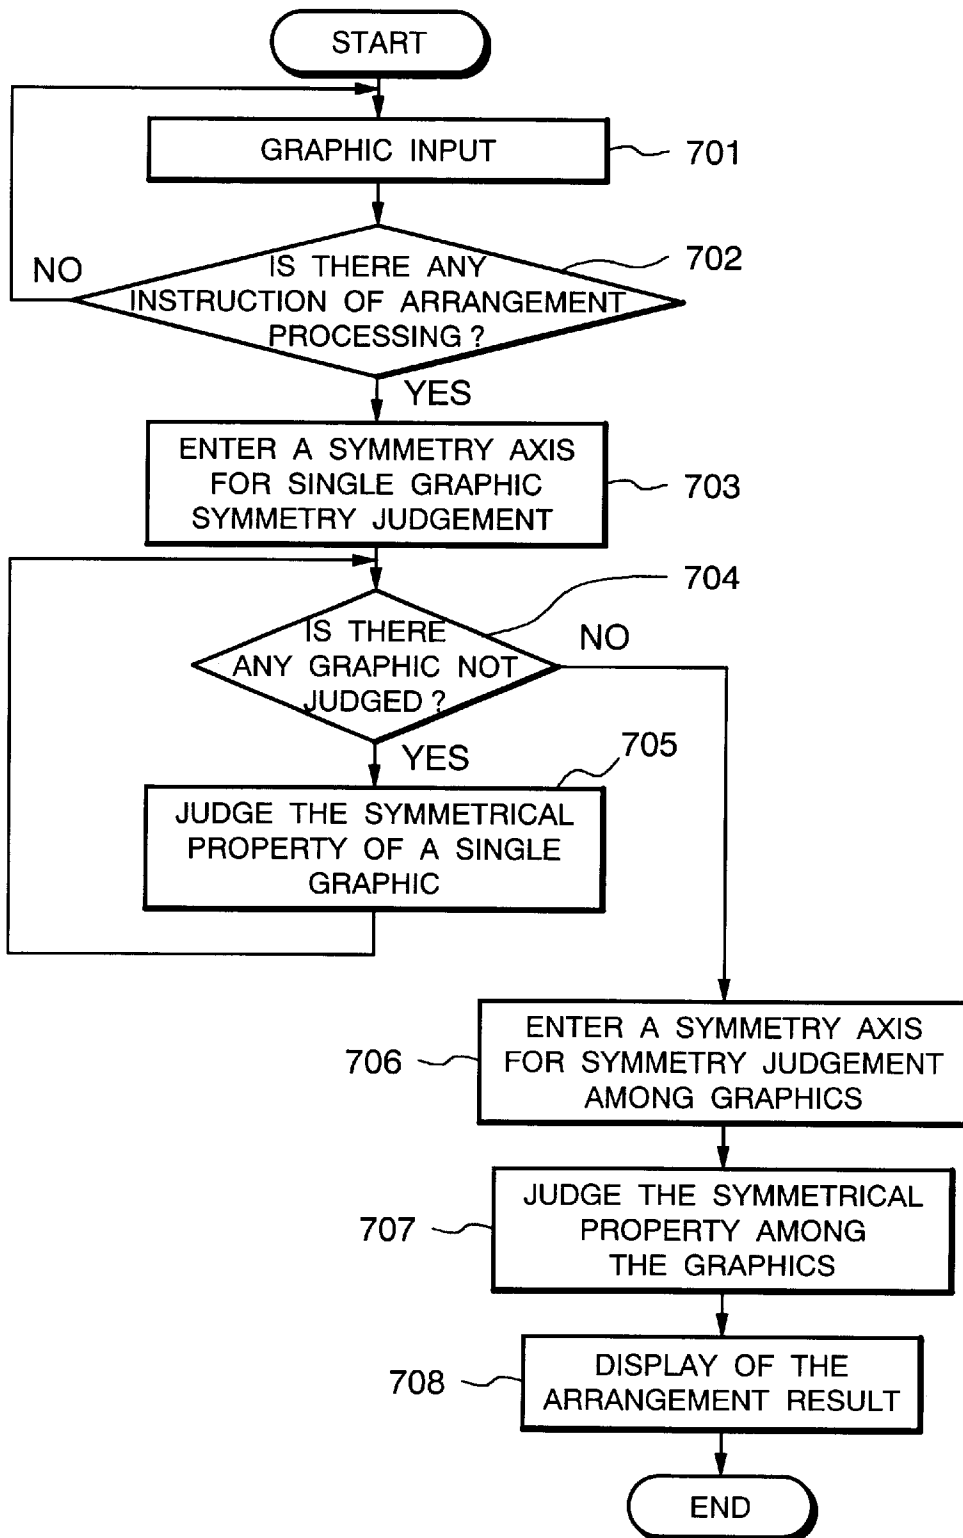 START
GRAPHIC INPUT
701
IS THERE ANY
INSTRUCTION OF ARRANGEMENT
PROCESSING ?
702
NO
YES
ENTER A SYMMETRY AXIS
FOR SINGLE GRAPHIC
SYMMETRY JUDGEMENT
703
704
IS THERE
ANY GRAPHIC NOT
JUDGED ?
NO
YES
705
JUDGE THE SYMMETRICAL
PROPERTY OF A SINGLE
GRAPHIC
706
ENTER A SYMMETRY AXIS
FOR SYMMETRY JUDGEMENT
AMONG GRAPHICS
707
JUDGE THE SYMMETRICAL
PROPERTY AMONG
THE GRAPHICS
708
DISPLAY OF THE
ARRANGEMENT RESULT
END